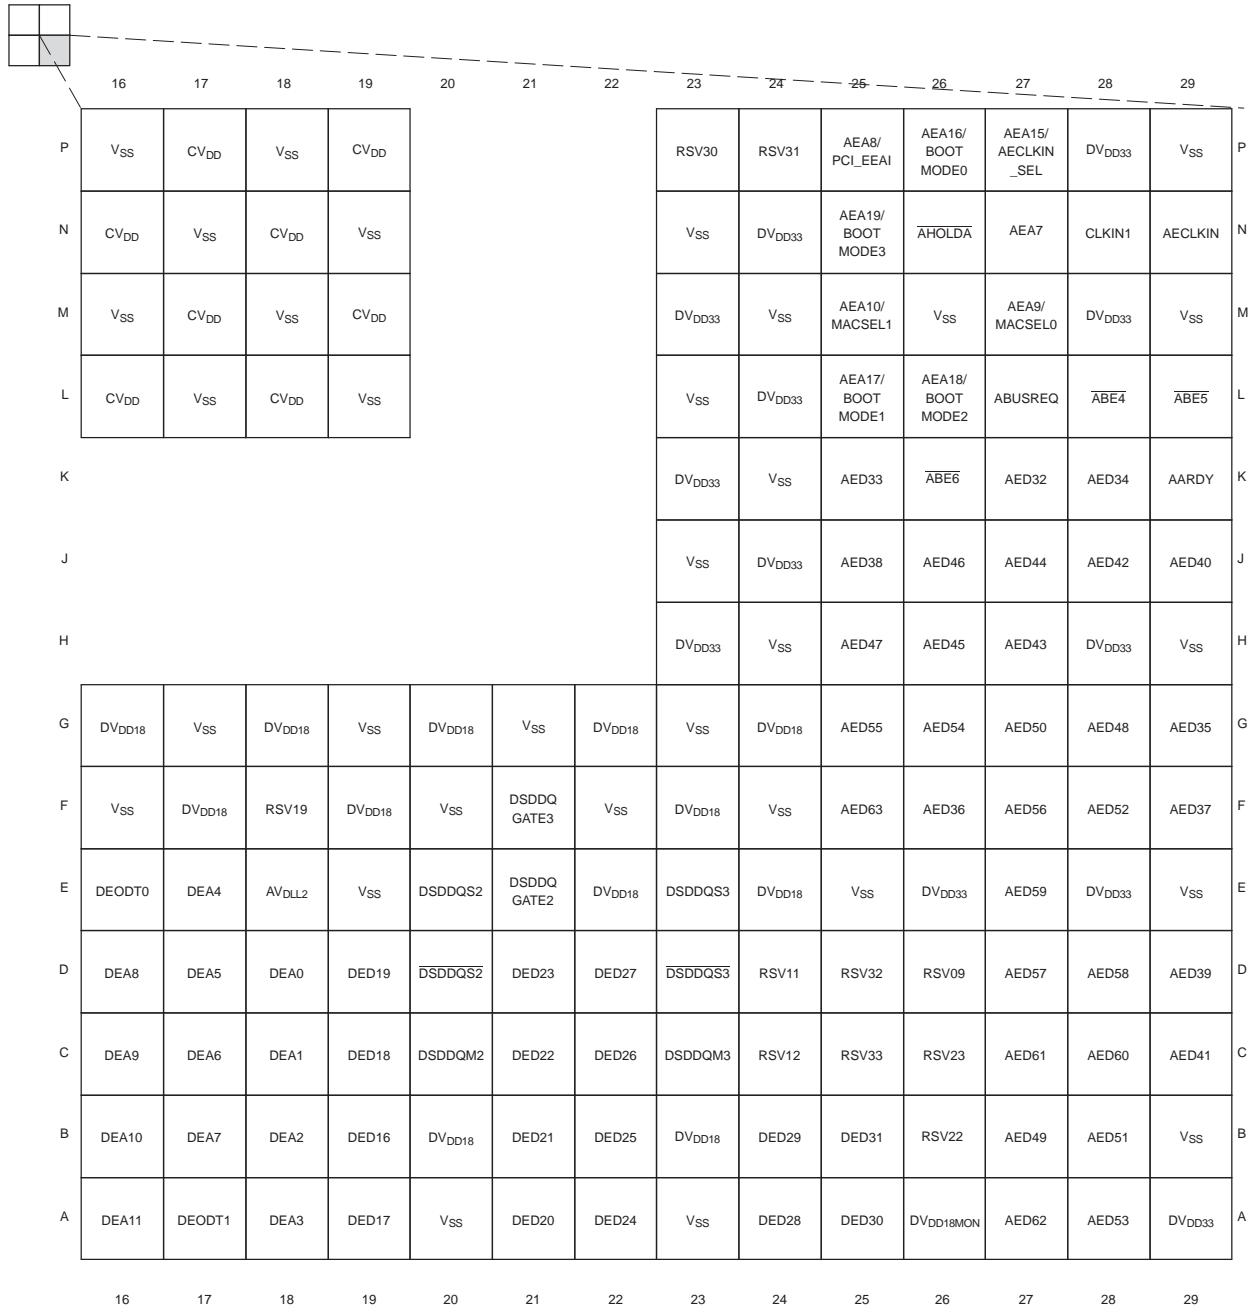 16 17 18 19 20 21 22 23 24 25 26 27 28 29
P VSS CVDD VSS CVDD RSV30 RSV31 AEA8/ PCI_EEAI AEA16/ BOOT MODE0 AEA15/ AECLKIN _SEL DVDD33 VSS P
N CVDD VSS CVDD VSS VSS DVDD33 AEA19/ BOOT MODE3 AHOLDA AEA7 CLKIN1 AECLKIN N
M VSS CVDD VSS CVDD DVDD33 VSS AEA10/ MACSEL1 VSS AEA9/ MACSEL0 DVDD33 VSS M
L CVDD VSS CVDD VSS VSS DVDD33 AEA17/ BOOT MODE1 AEA18/ BOOT MODE2 ABUSREQ ABE4 ABE5 L
K DVDD33 VSS AED33 ABE6 AED32 AED34 AARDY K
J VSS DVDD33 AED38 AED46 AED44 AED42 AED40 J
H DVDD33 VSS AED47 AED45 AED43 DVDD33 VSS H
G DVDD18 VSS DVDD18 VSS DVDD18 VSS DVDD18 VSS DVDD18 AED55 AED54 AED50 AED48 AED35 G
F VSS DVDD18 RSV19 DVDD18 VSS DSDDQ GATE3 VSS DVDD18 VSS AED63 AED36 AED56 AED52 AED37 F
E DEODT0 DEA4 AVDLL2 VSS DSDDQS2 DSDDQ GATE2 DVDD18 DSDDQS3 DVDD18 VSS DVDD33 AED59 DVDD33 VSS E
D DEA8 DEA5 DEA0 DED19 DSDDQS2 DED23 DED27 DSDDQS3 RSV11 RSV32 RSV09 AED57 AED58 AED39 D
C DEA9 DEA6 DEA1 DED18 DSDDQM2 DED22 DED26 DSDDQM3 RSV12 RSV33 RSV23 AED61 AED60 AED41 C
B DEA10 DEA7 DEA2 DED16 DVDD18 DED21 DED25 DVDD18 DED29 DED31 RSV22 AED49 AED51 VSS B
A DEA11 DEODT1 DEA3 DED17 VSS DED20 DED24 VSS DED28 DED30 DVDD18MON AED62 AED53 DVDD33 A
16 17 18 19 20 21 22 23 24 25 26 27 28 29